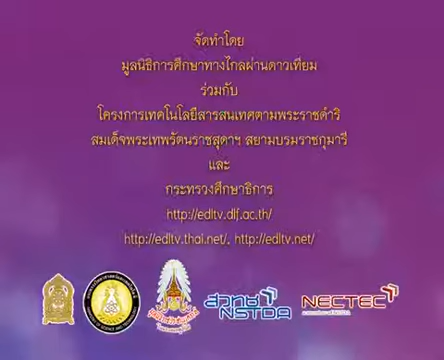 จัดทำโดย
มูลนิธิการศึกษาทางไกลผ่านดาวเทียม
ร่วมกับ
โครงการเทคโนโลยีสารสนเทศตามพระราชดำริ
สมเด็จพระเทพรัตนราชสุดาฯ สยามบรมราชกุมารี
และ
กระทรวงศึกษาธิการ
http://edltv.dlf.ac.th/
http://edltv.thai.net/, http://edltv.net/
สวทช
NSTDA
NECTEC